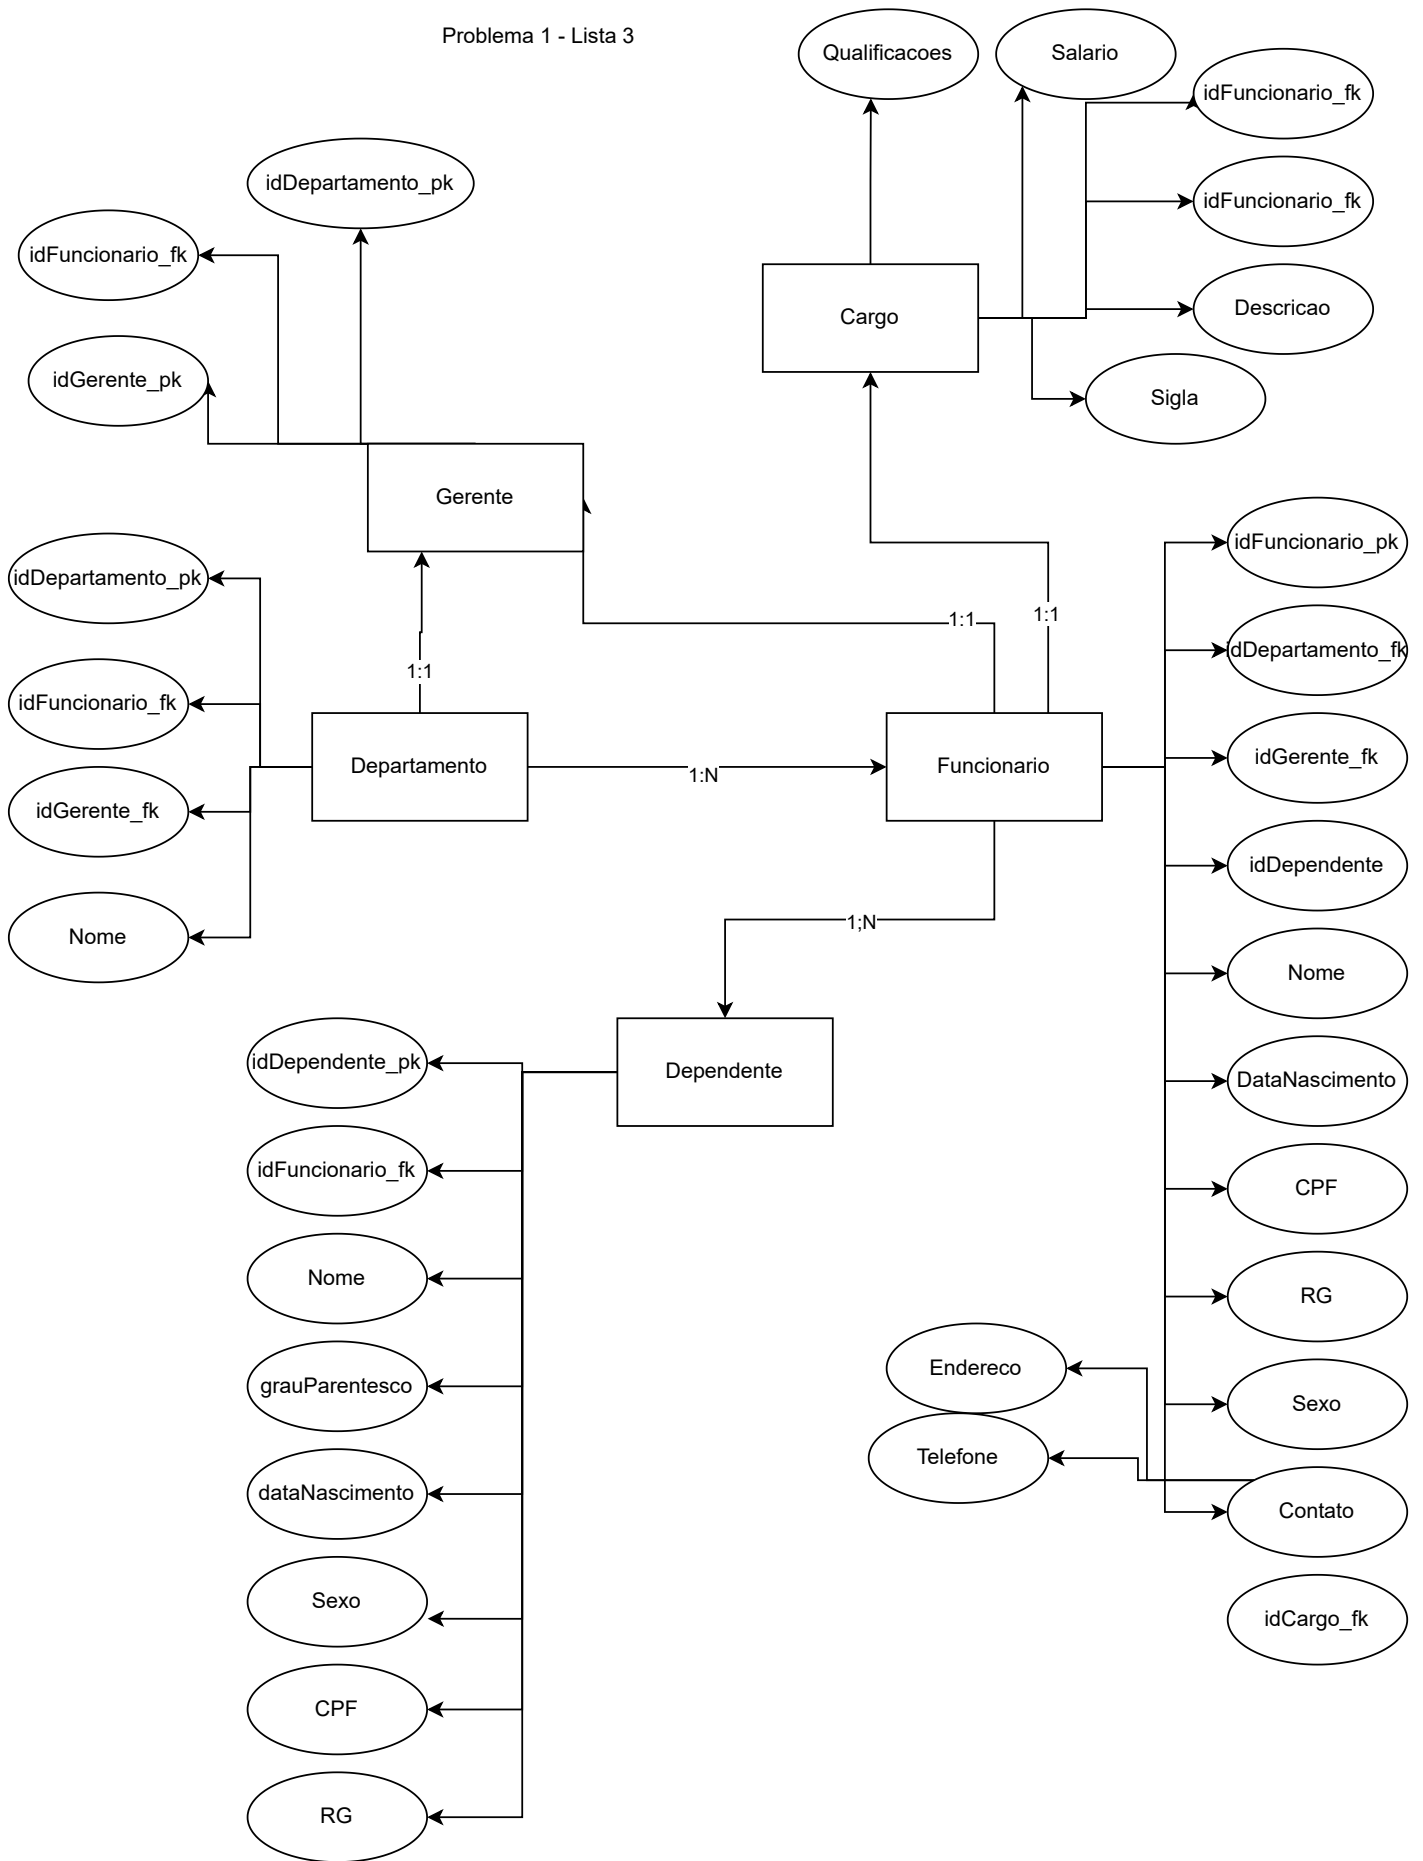 Problema 1 - Lista 3
Qualificacoes
Salario
idFuncionario_fk
idFuncionario_fk
Descricao
Sigla
Cargo
idDepartamento_pk
idFuncionario_fk
idGerente_pk
Gerente
idDepartamento_pk
idFuncionario_fk
idGerente_fk
Nome
1:1
1:1
1:1
Departamento
1:N
Funcionario
idFuncionario_pk
idDepartamento_fk
idGerente_fk
idDependente
Nome
DataNascimento
CPF
RG
Sexo
Contato
idCargo_fk
Endereco
Telefone
1;N
Dependente
idDependente_pk
idFuncionario_fk
Nome
grauParentesco
dataNascimento
Sexo
CPF
RG